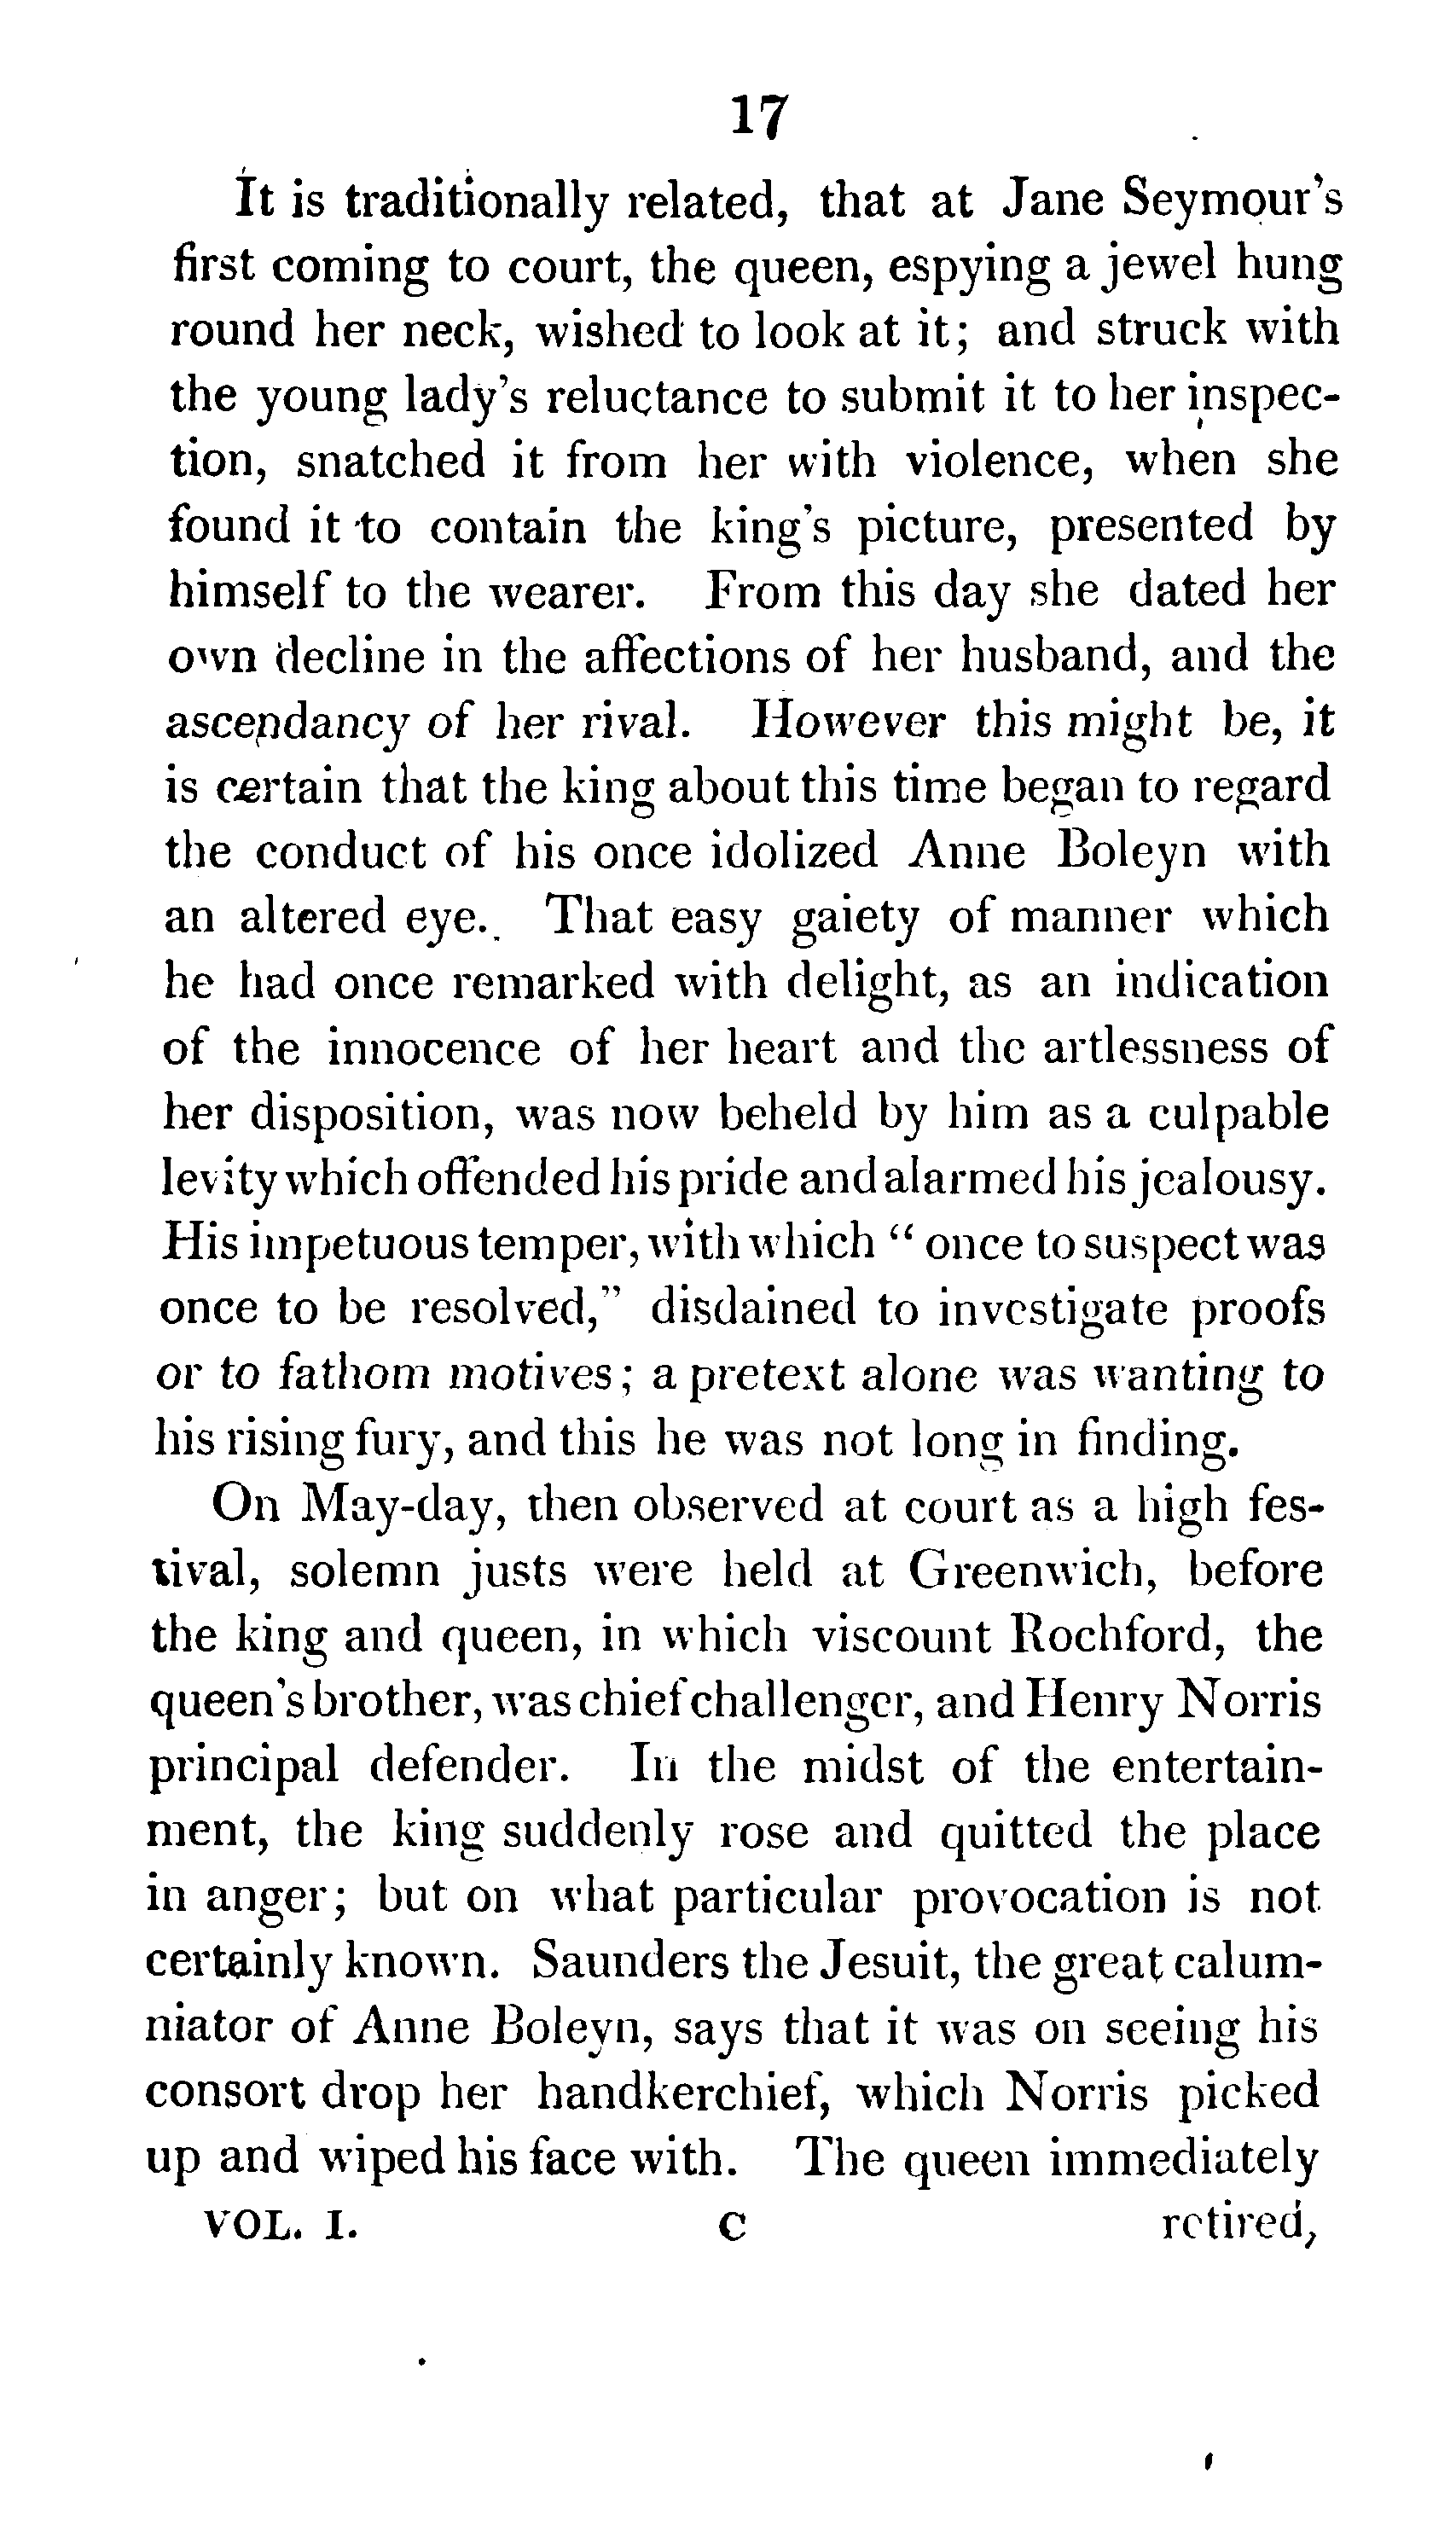 17
It is traditionally related, that at Jane Seymour's
first coming to court, the queen, espying a jewel hung
round her neck, wished to look at it; and struck with
the young lady's reluctance to submit it to her inspec-
tion, snatched it from her with violence, when she
found it to contain the king's picture, presented by
himself to the wearer. From this day she dated her
own decline in the affections of her husband, and the
ascendancy of her rival. However this might be, it
is certain that the king about this time began to regard
the conduct of his once idolized Anne Boleyn with
an altered eye. That easy gaiety of manner which
he had once remarked with delight, as an indication
of the innocence of her heart and the artlessness of
her disposition, was now beheld by him as a culpable
levity which offended his pride and alarmed his jealousy.
His impetuous temper, with which “ once to suspect was
once to be resolved,” disdained to investigate proofs
or to fathom motives; a pretext alone was wanting to
his rising fury, and this he was not long in finding.
On May-day, then observed at court as a high fes-
tival, solemn justs were held at Greenwich, before
the king and queen, in which viscount Rochford, the
queen's brother, was chief challenger, and Henry Norris
principal defender. In the midst of the entertain-
ment, the king suddenly rose and quitted the place
in anger; but on what particular provocation is not
certainly known. Saunders the Jesuit, the great calum-
niator of Anne Boleyn, says that it was on seeing his
consort drop her handkerchief, which Norris picked
up and wiped his face with. The queen immediately
VOL. I. C retired,